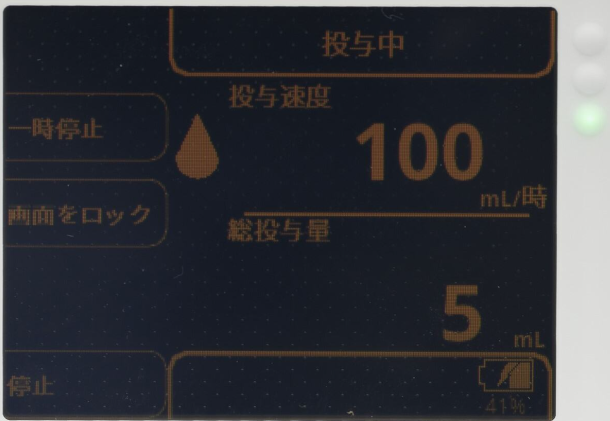 投与中
投与速度
一時停止
100
mL/時
画面をロック
総投与量
5
mL
停止
41%